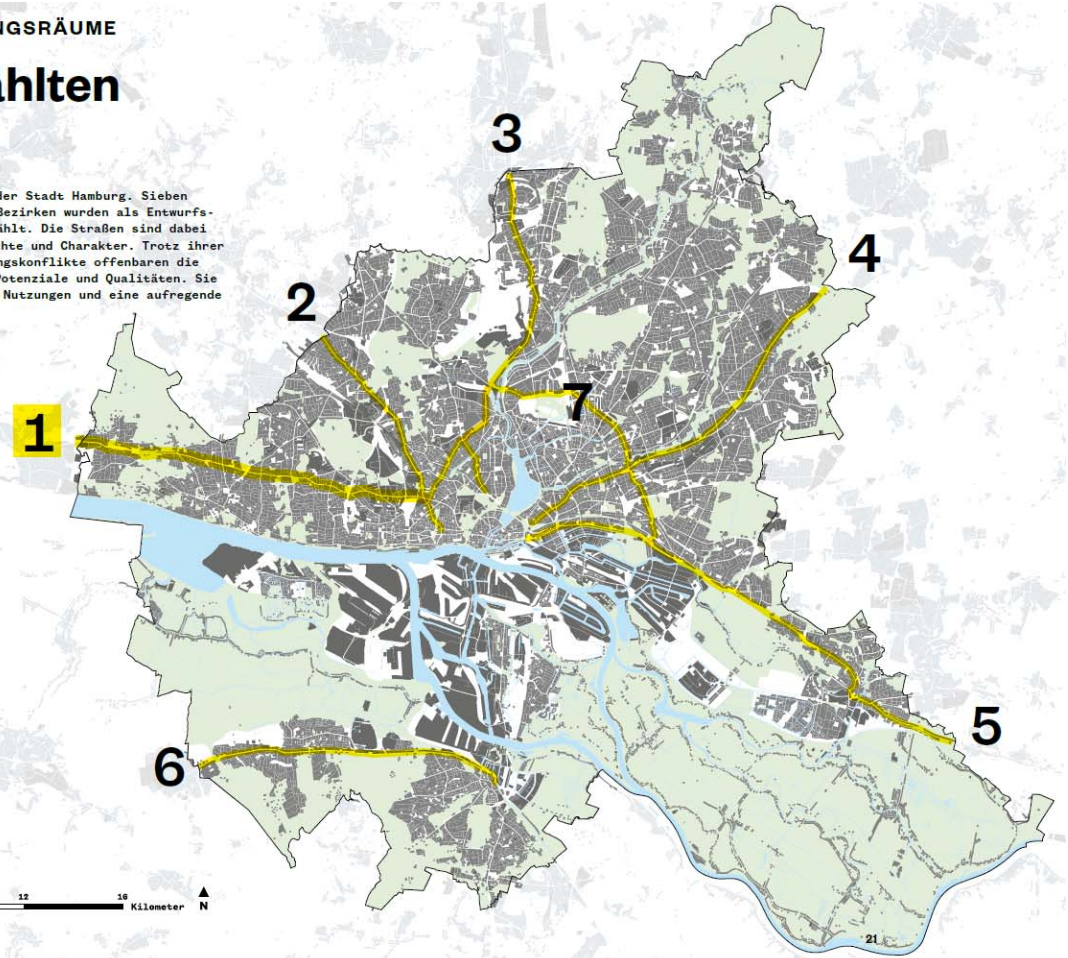 NGSRÄUME
ahlten
der Stadt Hamburg. Sieben
Bezirken wurden als Entwurfs-
ählt. Die Straßen sind dabei
hte und Charakter. Trotz ihrer
ngskonflikte offenbaren die
Potenziale und Qualitäten. Sie
Nutzungen und eine aufregende
3
4
2
7
1
5
6
12
16
12
Kilometer
N
21